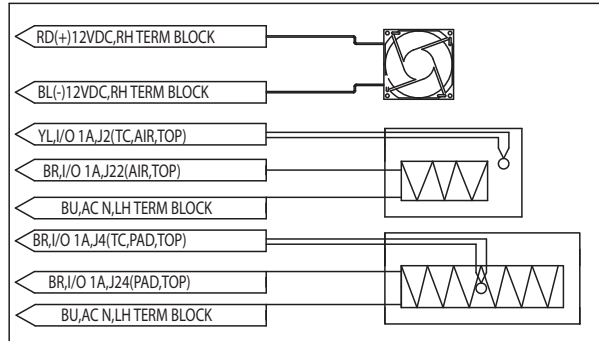 RD(+)12VDC,RH TERM BLOCK
BL(-)12VDC,RH TERM BLOCK
YL,I/O 1A,J2(TC,AIR,TOP)
BR,I/O 1A,J22(AIR,TOP)
BU,AC N,LH TERM BLOCK
BR,I/O 1A,J4(TC,PAD,TOP)
BR,I/O 1A,J24(PAD,TOP)
BU,AC N,LH TERM BLOCK